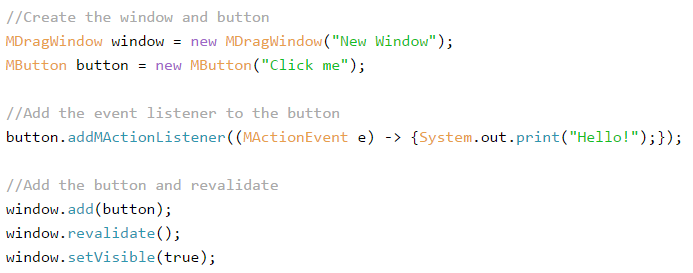 //Create the window and button
MDragWindow window = new MDragWindow("New Window");
MButton button = new MButton("Click me");
//Add the event listener to the button
button.addMActionListener((MActionEvent e) -> {System.out.print("Hello!");});
//Add the button and revalidate
window.add(button);
window.revalidate();
window.setVisible(true);